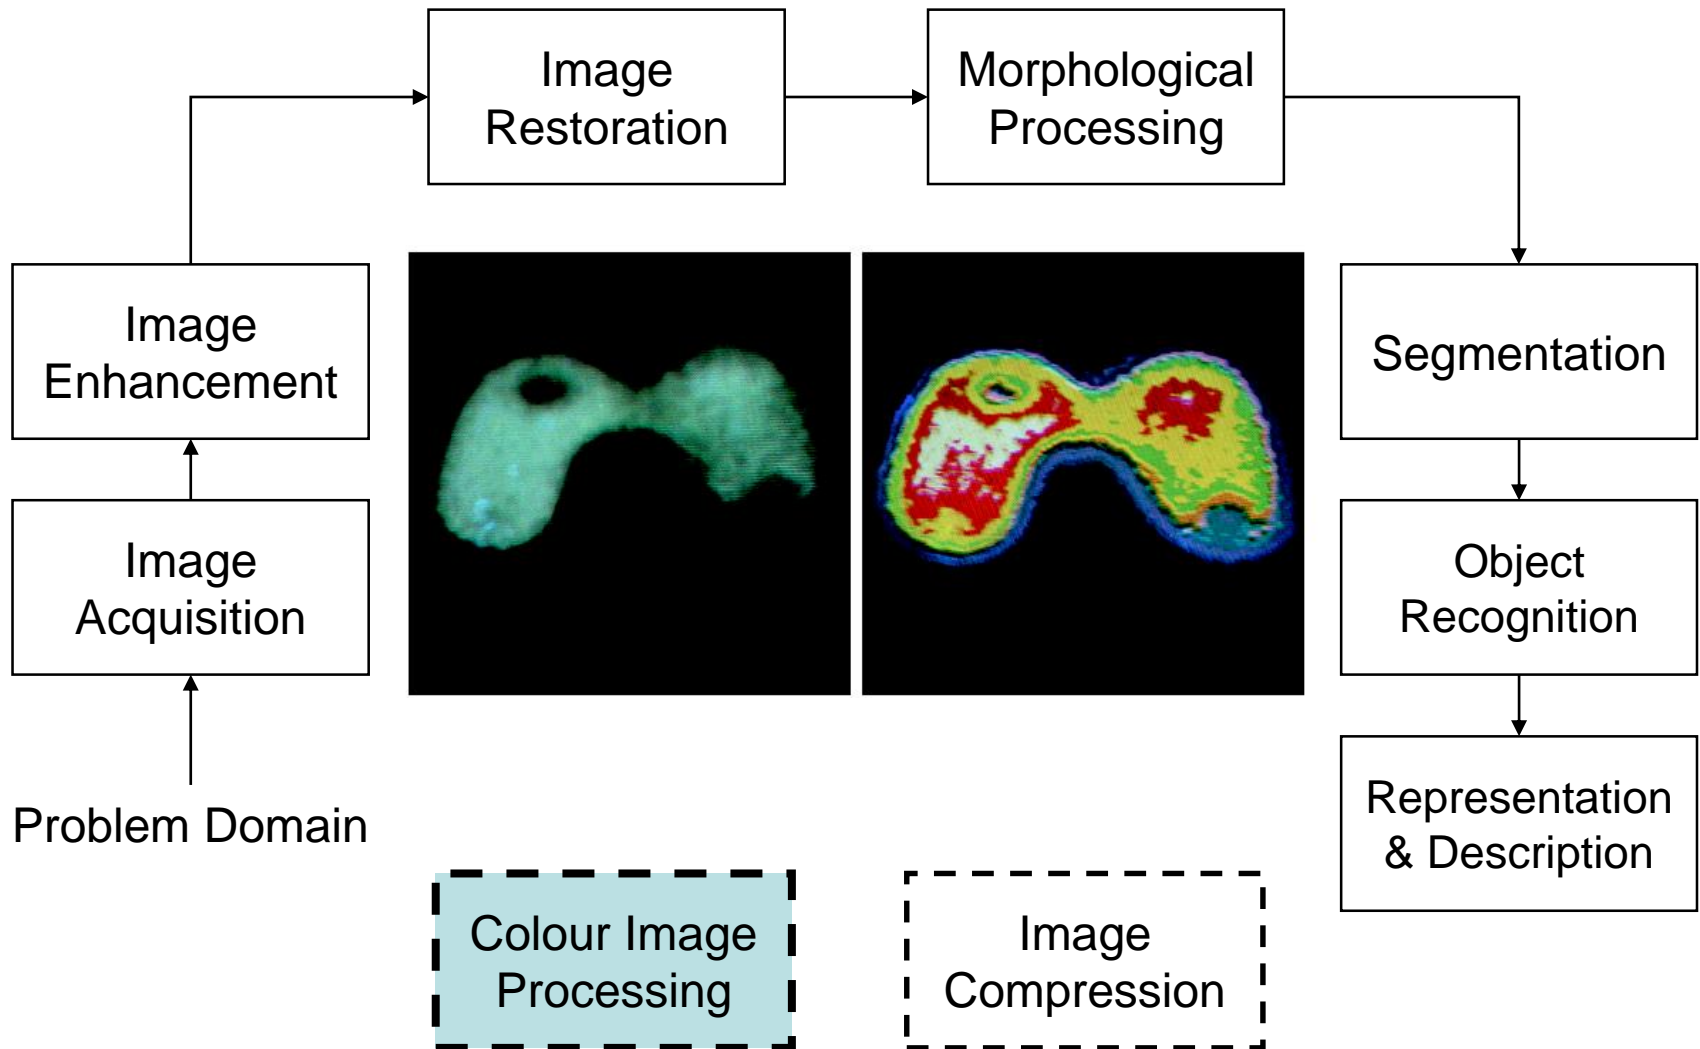 Image
Restoration
Morphological
Processing
Image
Enhancement
Segmentation
Image
Acquisition
Object
Recognition
Problem Domain
Representation
& Description
Colour Image
Processing
Image
Compression